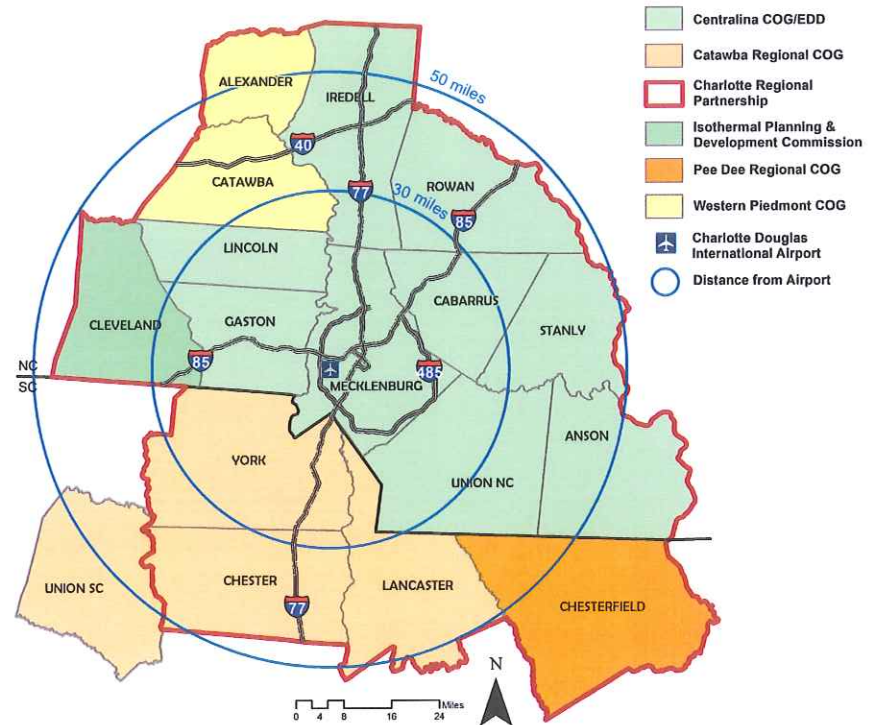 50 miles
ALEXANDER
IREDELL
40
CATAWBA
77
30 miles
ROWAN
85
LINCOLN
CABARRUS
CLEVELAND
GASTON
STANLY
85
MECKLENBURG
485
NC
SC
YORK
UNION NC
ANSON
UNION SC
CHESTER
LANCASTER
77
CHESTERFIELD
N
Miles
0 4 8 16 24
Centralina COG/EDD
Catawba Regional COG
Charlotte Regional
Partnership
Isothermal Planning &
Development Commission
Pee Dee Regional COG
Western Piedmont COG
Charlotte Douglas
International Airport
Distance from Airport